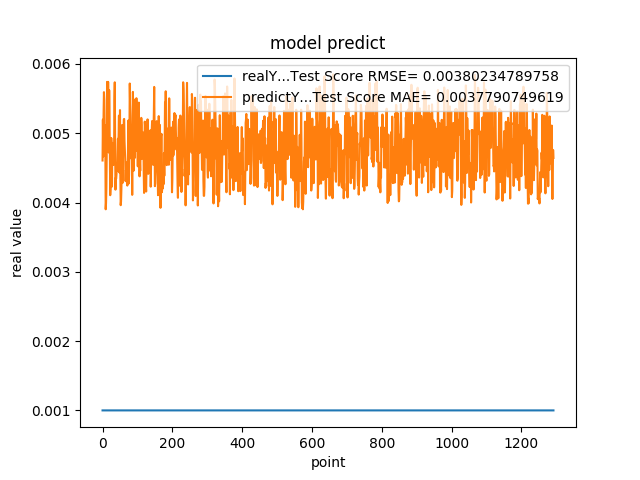 model predict
realY...Test Score RMSE= 0.00380234789758
predictY...Test Score MAE= 0.0037790749619
0.006
0.005
0.004
0.003
0.002
0.001
real value
0 200 400 600 800 1000 1200
point